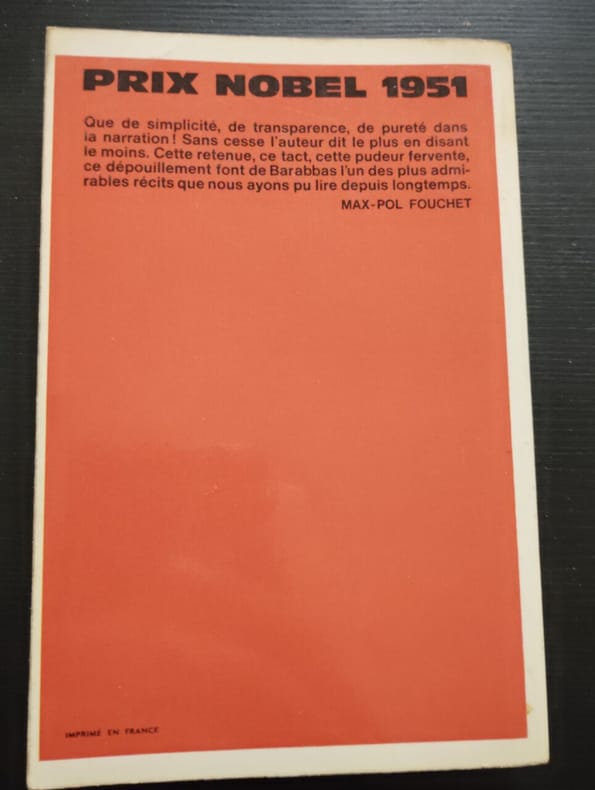 PRIX NOBEL 1951
Que de simplicité, de transparence, de pureté dans
la narration ! Sans cesse l'auteur dit le plus en disant
le moins. Cette retenue, ce tact, cette pudeur fervente,
ce dépouillement font de Barabbas l'un des plus admi-
rables récits que nous ayons pu lire depuis longtemps.
MAX-POL FOUCHET
IMPRIMÉ EN FRANCE